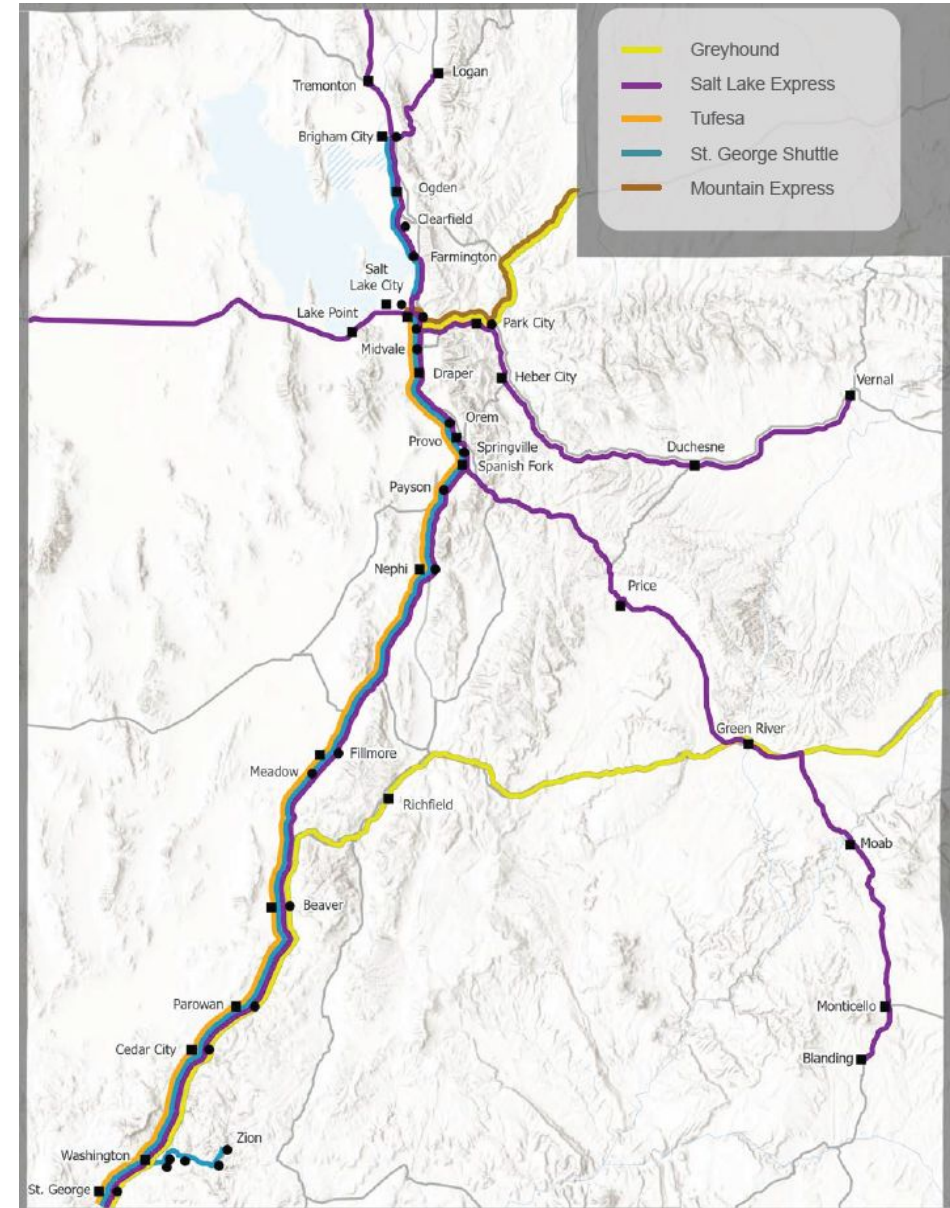 Greyhound
Salt Lake Express
Tufesa
St. George Shuttle
Mountain Express
Tremonton
Logan
Brigham City
Ogden
Clearfield
Farmington
Salt
Lake City
Lake Point
Park City
Midvale
Draper
Heber City
Vernal
Orem
Provo
Springville
Duchesne
Spanish Fork
Payson
Nephi
Price
Green River
Fillmore
Meadow
Richfield
Moab
Beaver
Parowan
Monticello
Cedar City
Blanding
Zion
Washington
St. George